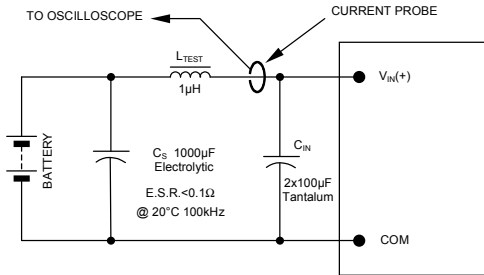 TO OSCILLOSCOPE
CURRENT PROBE
LTEST
1µH
VIN(+)
BATTERY
CS 1000µF
Electrolytic
E.S.R.<0.1Ω
@ 20°C 100kHz
CIN
2x100µF
Tantalum
COM